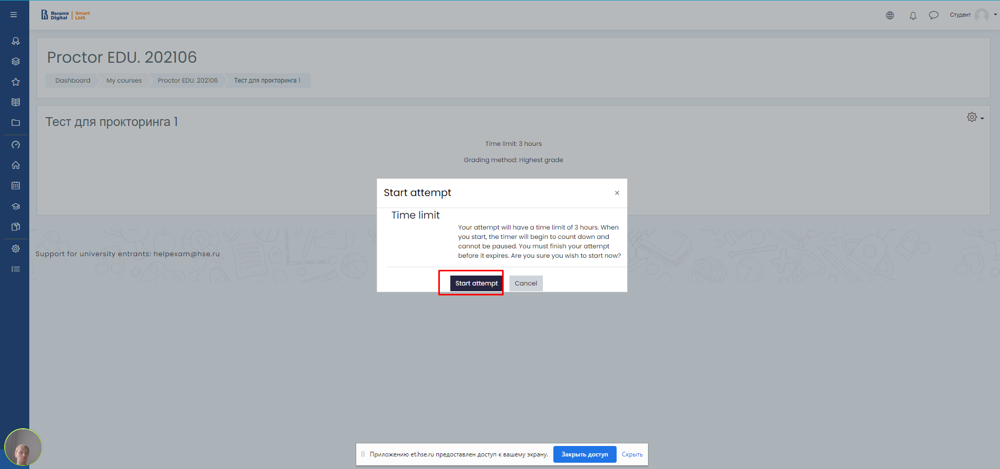 Вышка
Digital
Smart
LMS
Студент
Proctor EDU. 202106
Dashboard
My courses
Proctor EDU. 202106
Тест для прокторинга 1
Тест для прокторинга 1
Time limit: 3 hours
Grading method: Highest grade
Start attempt
×
Time limit
Your attempt will have a time limit of 3 hours. When
you start, the timer will begin to count down and
cannot be paused. You must finish your attempt
before it expires. Are you sure you wish to start now?
Start attempt
Cancel
Support for university entrants: helpexam@hse.ru
Приложению et.hse.ru предоставлен доступ к вашему экрану.
Закрыть доступ
Скрыть